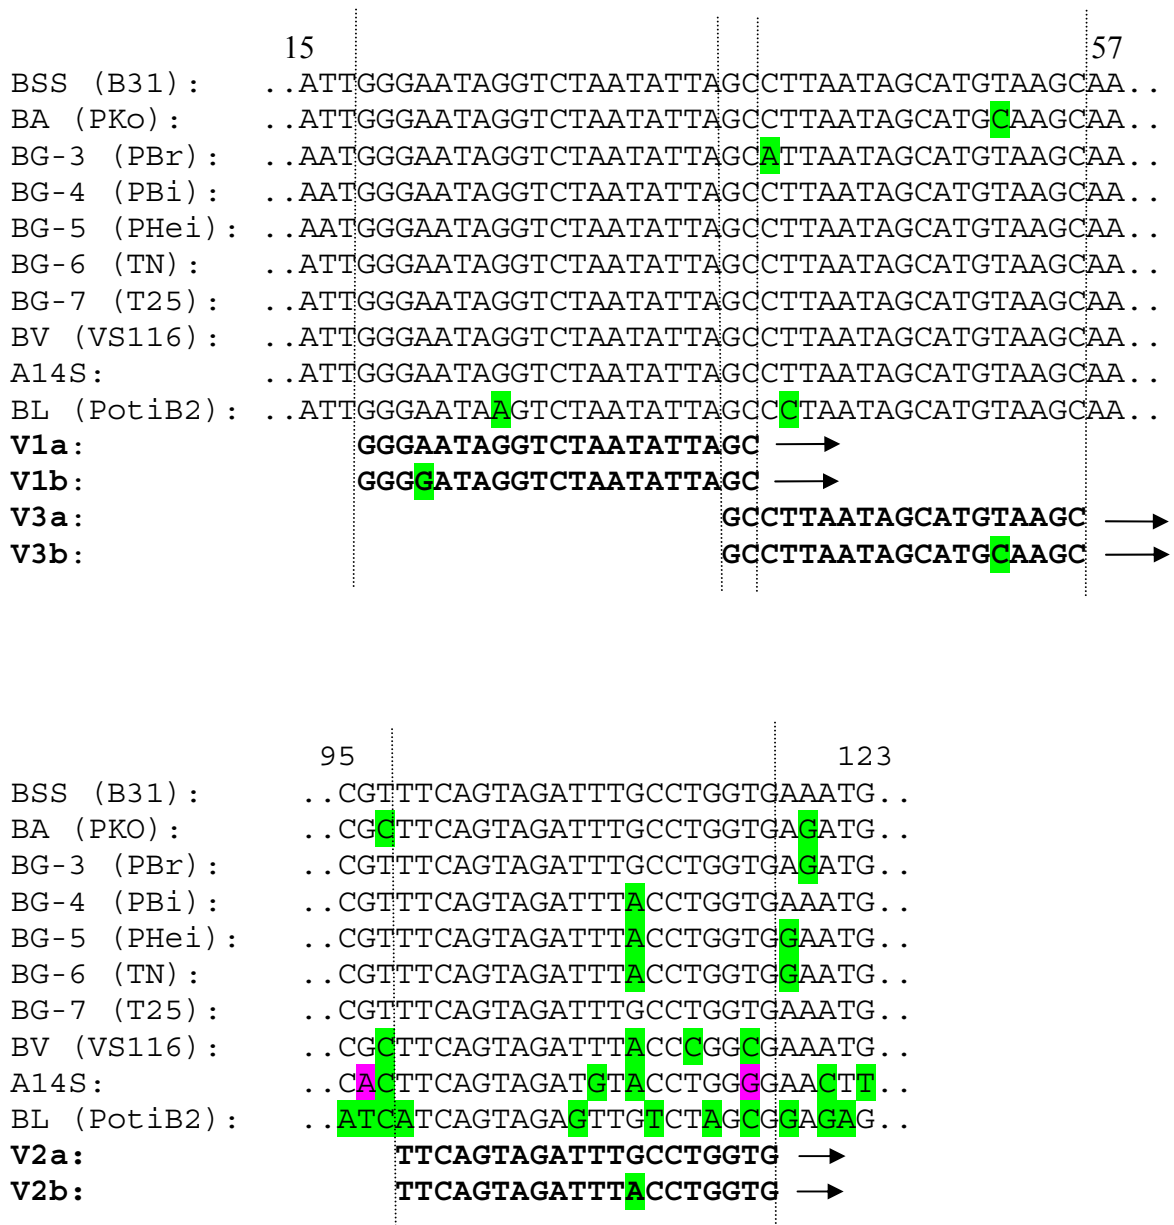 15 57
BSS (B31): ..ATTGGGAATAGGTCTAATATTAGCCTTAATAGCATGTAAGCAA..
BA (PKo): ..ATTGGGAATAGGTCTAATATTAGCCTTAATAGCATGCAAGCAA..
BG-3 (PBr): ..AATGGGAATAGGTCTAATATTAGCATTAATAGCATGTAAGCAA..
BG-4 (PBi): ..AATGGGAATAGGTCTAATATTAGCCTTAATAGCATGTAAGCAA..
BG-5 (PHei): ..AATGGGAATAGGTCTAATATTAGCCTTAATAGCATGTAAGCAA..
BG-6 (TN): ..ATTGGGAATAGGTCTAATATTAGCCTTAATAGCATGTAAGCAA..
BG-7 (T25): ..ATTGGGAATAGGTCTAATATTAGCCTTAATAGCATGTAAGCAA..
BV (VS116): ..ATTGGGAATAGGTCTAATATTAGCCTTAATAGCATGTAAGCAA..
A14S: ..ATTGGGAATAGGTCTAATATTAGCCTTAATAGCATGTAAGCAA..
BL (PotiB2): ..ATTGGGAATAAGTCTAATATTAGCCCTAATAGCATGTAAGCAA..
V1a: GGGAATAGGTCTAATATTAGC
V1b: GGGGATAGGTCTAATATTAGC
V3a: GCCTTAATAGCATGTAAGC
V3b: GCCTTAATAGCATGCAAGC
95 123
BSS (B31): ..CGTTTCAGTAGATTTGCCTGGTGAAATG..
BA (PKO): ..CGCTTCAGTAGATTTGCCTGGTGAGATG..
BG-3 (PBr): ..CGTTTCAGTAGATTTGCCTGGTGAGATG..
BG-4 (PBi): ..CGTTTCAGTAGATTTACCTGGTGAAATG..
BG-5 (PHei): ..CGTTTCAGTAGATTTACCTGGTGGAATG..
BG-6 (TN): ..CGTTTCAGTAGATTTACCTGGTGGAATG..
BG-7 (T25): ..CGTTTCAGTAGATTTGCCTGGTGAAATG..
BV (VS116): ..CGCTTCAGTAGATTTACCCGGCGAAATG..
A14S: ..CACTTCAGTAGATGTACCTGGGGAACTT..
BL (PotiB2): ..ATCATCAGTAGAGTTGTCTAGCGGAGAG..
V2a: TTCAGTAGATTTGCCTGGTG
V2b: TTCAGTAGATTTACCTGGTG